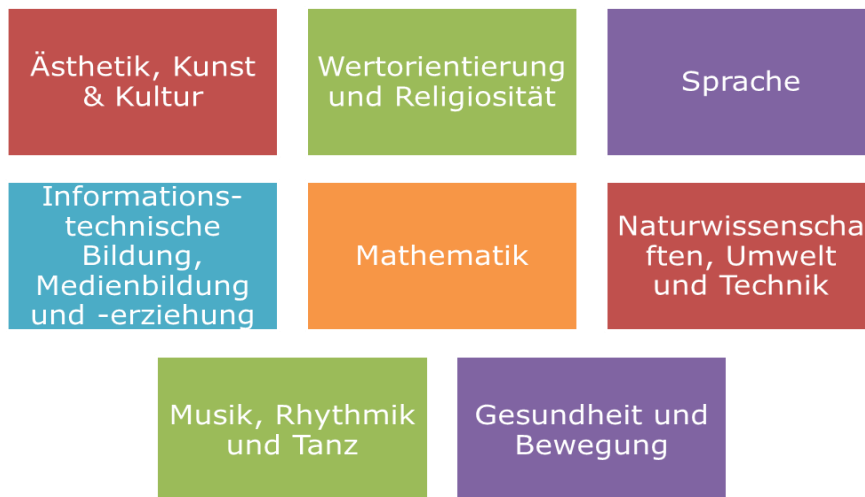 Ästhetik, Kunst
& Kultur
Wertorientierung
und Religiosität
Sprache
Informations-
technische
Bildung,
Medienbildung
und -erziehung
Mathematik
Naturwissenscha
ften, Umwelt
und Technik
Musik, Rhythmik
und Tanz
Gesundheit und
Bewegung